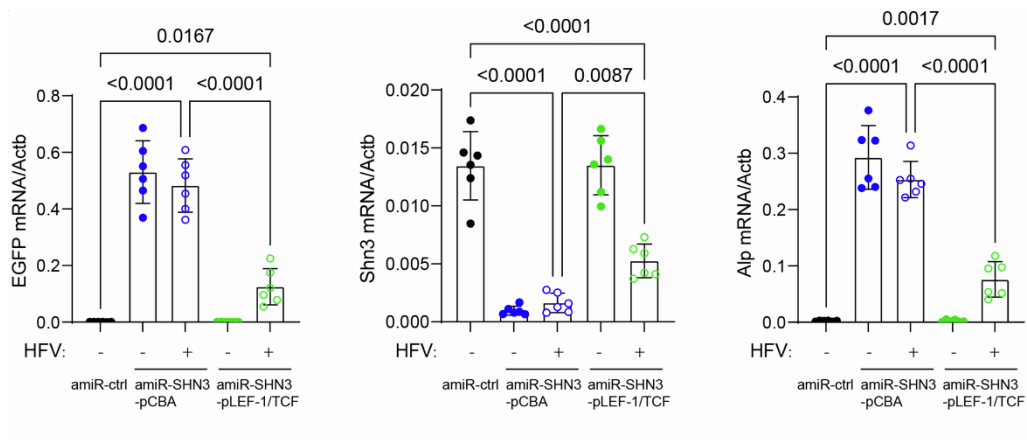 0.0167
<0.0001 <0.0001
EGFP mRNA/Actb
0.8
0.6
0.4
0.2
0.0
HFV: - - + - +
amiR-ctrl amiR-SHN3 amiR-SHN3
-pCBA -pLEF-1/TCF
<0.0001
<0.0001 0.0087
Shn3 mRNA/Actb
0.020
0.015
0.010
0.005
0.000
HFV: - - + - +
amiR-ctrl amiR-SHN3 amiR-SHN3
-pCBA -pLEF-1/TCF
0.0017
<0.0001 <0.0001
Alp mRNA/Actb
0.4
0.3
0.2
0.1
0.0
HFV: - - + - +
amiR-ctrl amiR-SHN3 amiR-SHN3
-pCBA -pLEF-1/TCF